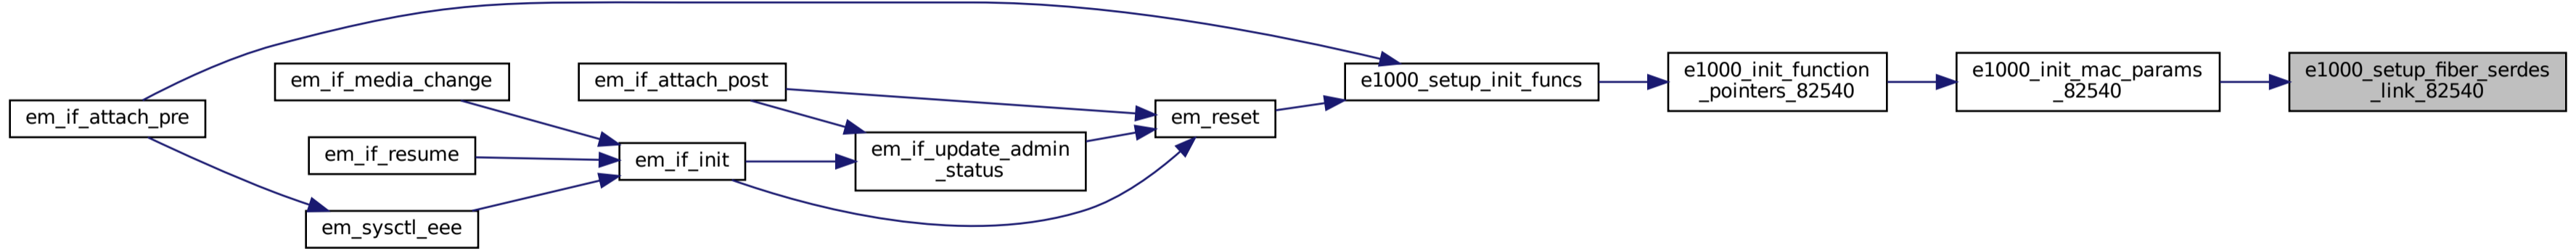 em_if_attach_pre
em_if_media_change
em_if_resume
em_sysctl_eee
em_if_attach_post
em_if_init
em_if_update_admin
_status
em_reset
e1000_setup_init_funcs
e1000_init_function
_pointers_82540
e1000_init_mac_params
_82540
e1000_setup_fiber_serdes
_link_82540